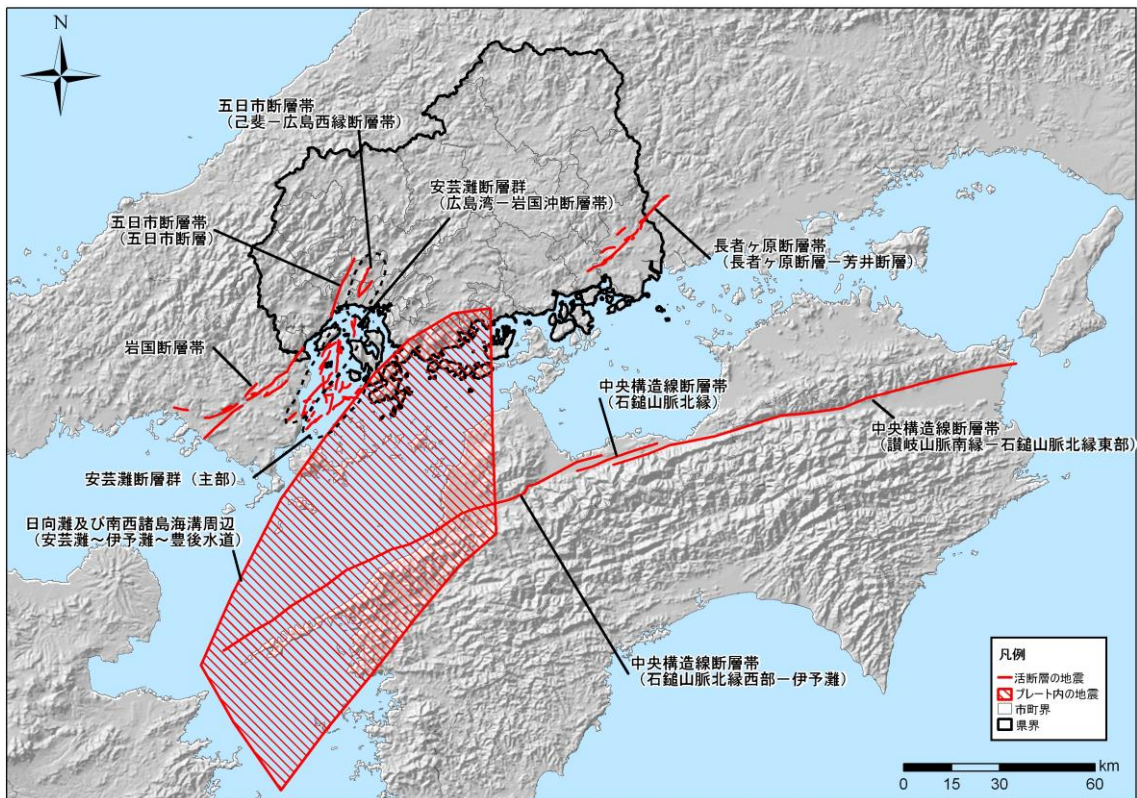 N
五日市断層帯
（己斐－広島西縁断層帯）
安芸灘断層群
（広島湾－岩国沖断層帯）
五日市断層帯
（五日市断層）
長者ヶ原断層帯
（長者ヶ原断層－芳井断層）
岩国断層帯
中央構造線断層帯
（石鎚山脈北縁）
中央構造線断層帯
（讃岐山脈南縁－石鎚山脈北縁東部）
安芸灘断層群（主部）
日向灘及び南西諸島海溝周辺
（安芸灘～伊予灘～豊後水道）
中央構造線断層帯
（石鎚山脈北縁西部－伊予灘）
凡例
活断層の地震
プレート内の地震
市町界
県界
km
0 15 30 60